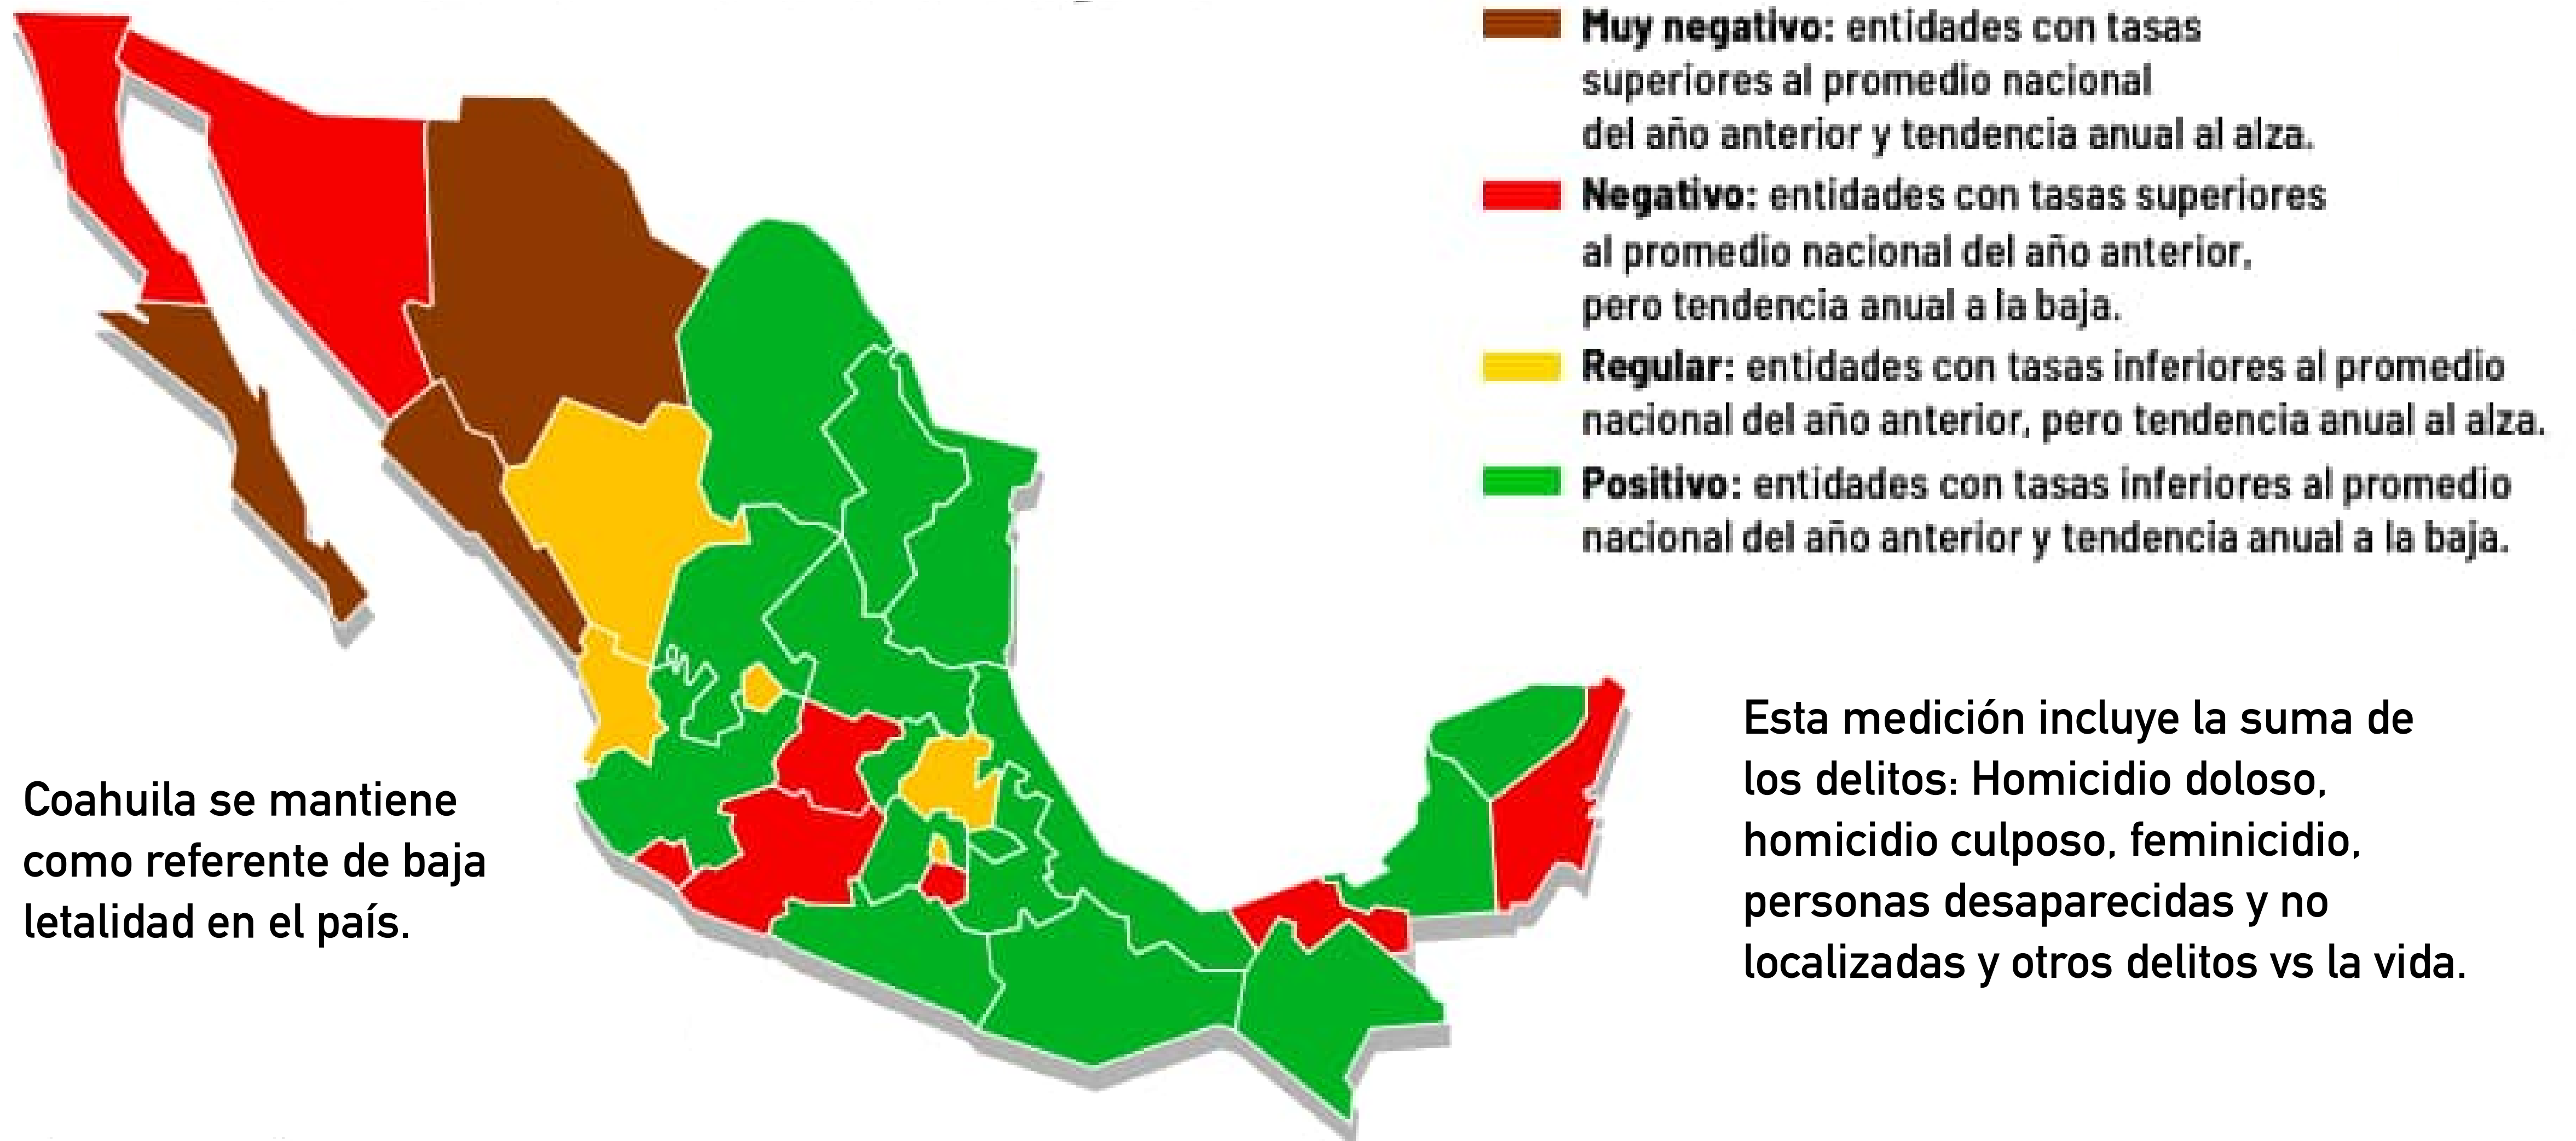 Muy negativo: entidades con tasas
superiores al promedio nacional
del año anterior y tendencia anual al alza.
Negativo: entidades con tasas superiores
al promedio nacional del año anterior,
pero tendencia anual a la baja.
Regular: entidades con tasas inferiores al promedio
nacional del año anterior, pero tendencia anual al alza.
Positivo: entidades con tasas inferiores al promedio
nacional del año anterior y tendencia anual a la baja.
Coahuila se mantiene
como referente de baja
letalidad en el país.
Esta medición incluye la suma de
los delitos: Homicidio doloso,
homicidio culposo, feminicidio,
personas desaparecidas y no
localizadas y otros delitos vs la vida.